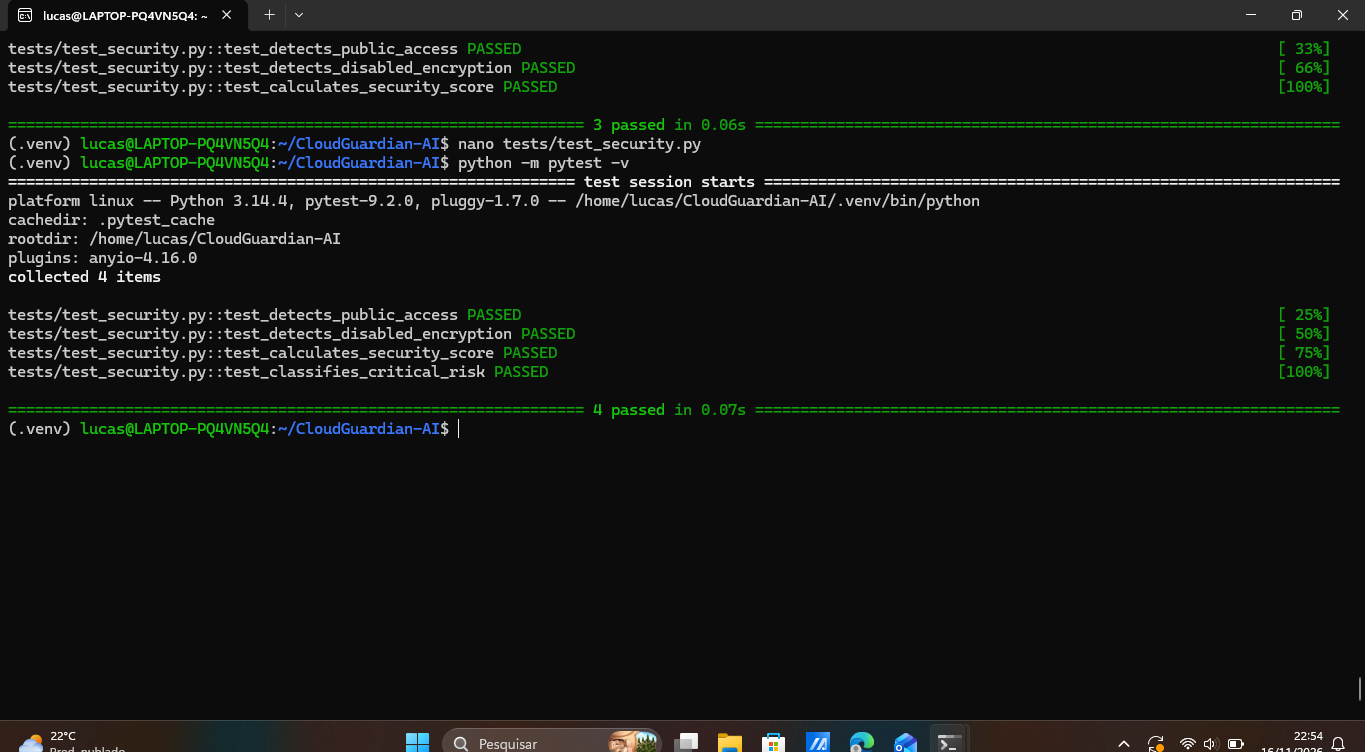 lucas@LAPTOP-PQ4VN5Q4: ~
tests/test_security.py::test_detects_public_access PASSED [ 33%]
tests/test_security.py::test_detects_disabled_encryption PASSED [ 66%]
tests/test_security.py::test_calculates_security_score PASSED [100%]
============================================================== 3 passed in 0.06s ==============================================================
(.venv) lucas@LAPTOP-PQ4VN5Q4:~/CloudGuardian-AI$ nano tests/test_security.py
(.venv) lucas@LAPTOP-PQ4VN5Q4:~/CloudGuardian-AI$ python -m pytest -v
============================================================= test session starts =============================================================
platform linux -- Python 3.14.4, pytest-9.2.0, pluggy-1.7.0 -- /home/lucas/CloudGuardian-AI/.venv/bin/python
cachedir: .pytest_cache
rootdir: /home/lucas/CloudGuardian-AI
plugins: anyio-4.16.0
collected 4 items
tests/test_security.py::test_detects_public_access PASSED [ 25%]
tests/test_security.py::test_detects_disabled_encryption PASSED [ 50%]
tests/test_security.py::test_calculates_security_score PASSED [ 75%]
tests/test_security.py::test_classifies_critical_risk PASSED [100%]
============================================================== 4 passed in 0.07s ==============================================================
(.venv) lucas@LAPTOP-PQ4VN5Q4:~/CloudGuardian-AI$
22°C
Pred. nublado
Pesquisar
22:54